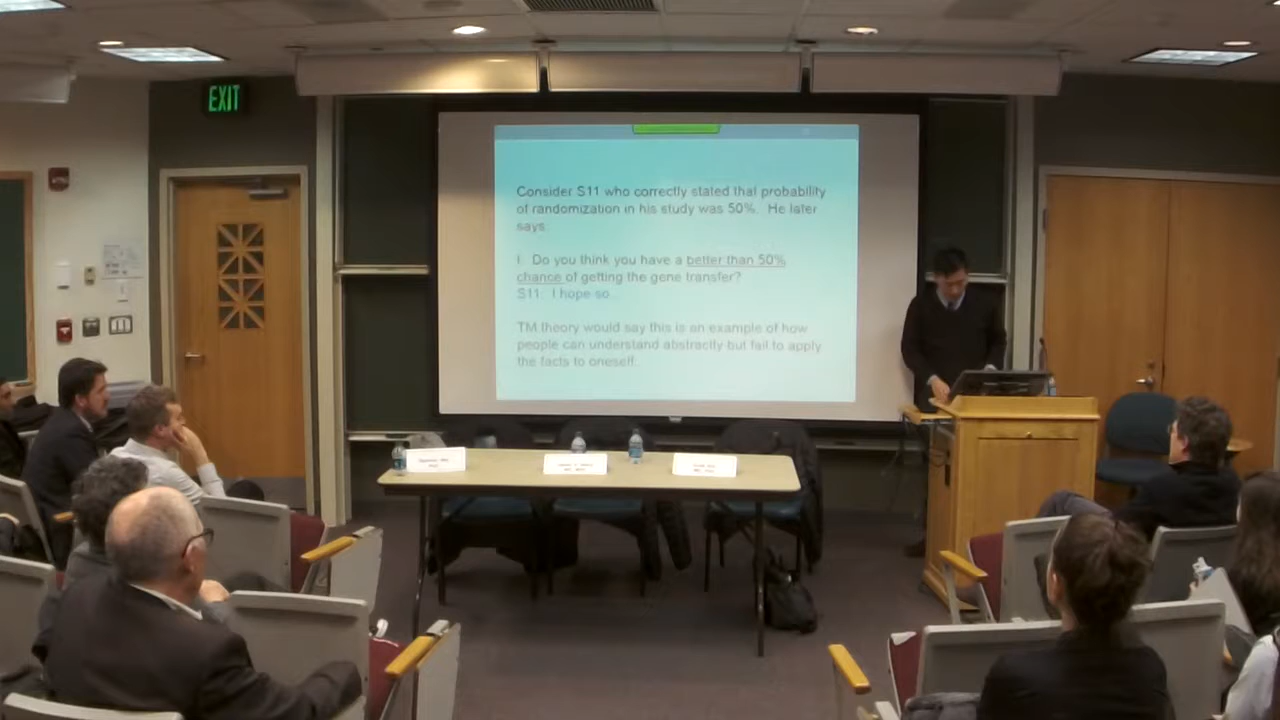 EXIT
Consider S11 who correctly stated that probability
of randomization in his study was 50%. He later
says:
I: Do you think you have a better than 50%
chance of getting the gene transfer?
S11: I hope so...
TM theory would say this is an example of how
people can understand abstractly but fail to apply
the facts to oneself.